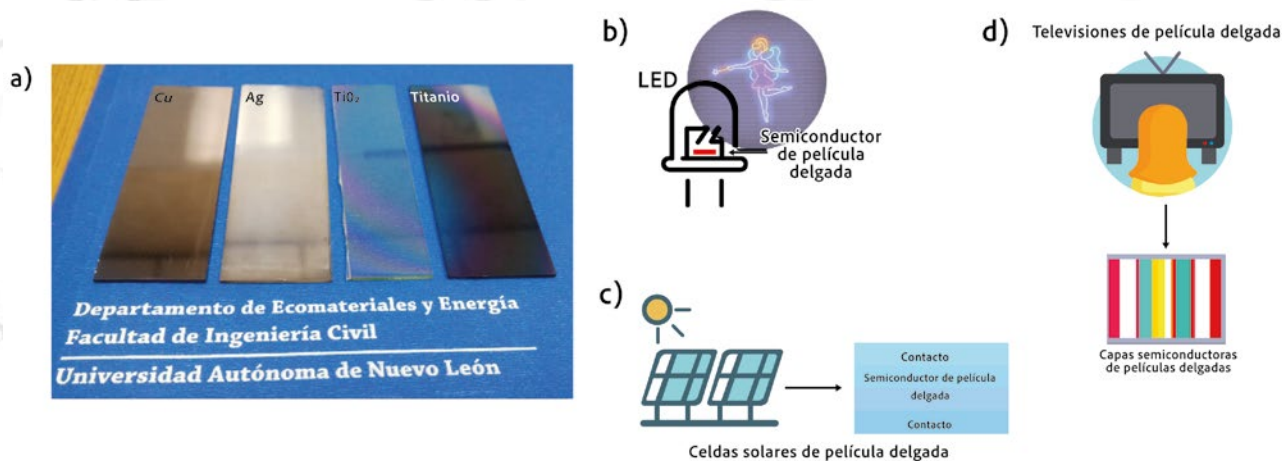 a)
Cu
Ag
TiO₂
Titanio
Departamento de Ecomateriales y Energía
Facultad de Ingeniería Civil
Universidad Autónoma de Nuevo León
b)
LED
Semiconductor
de película
delgada
c)
Contacto
Semiconductor de película
delgada
Contacto
Celdas solares de película delgada
d)
Televisiones de película delgada
Capas semiconductoras
de películas delgadas